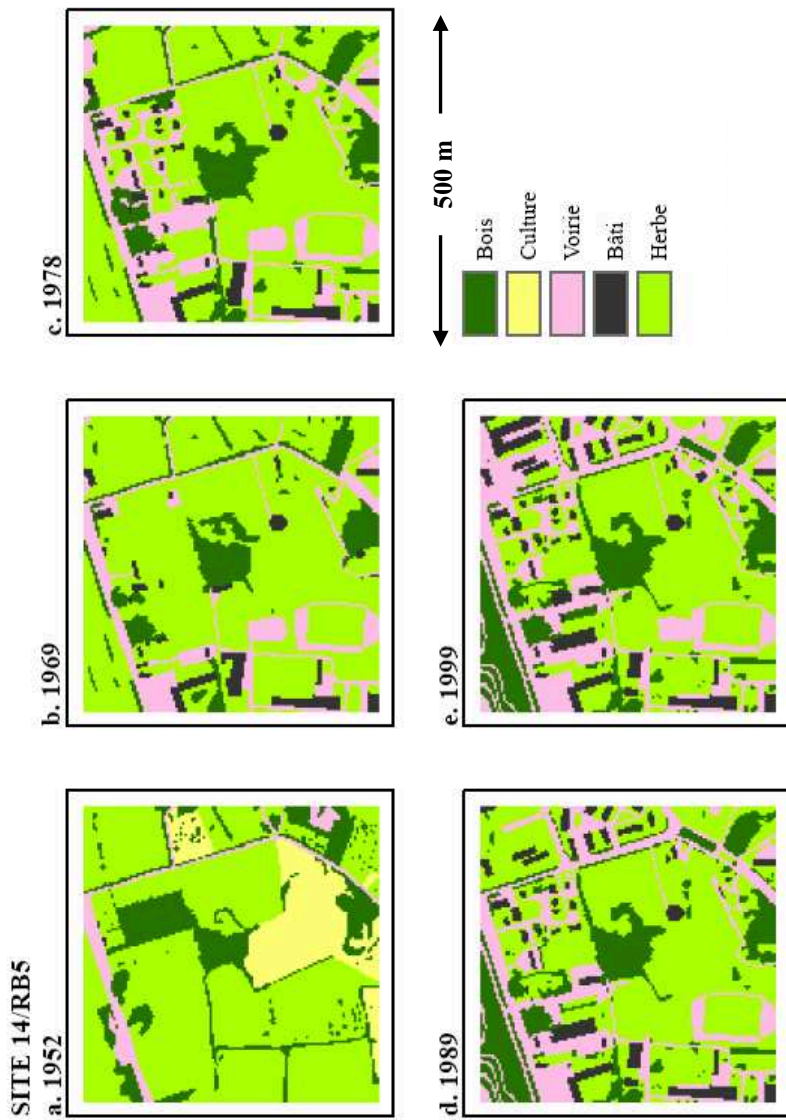 SITE 14/RB5
a. 1952
b. 1969
c. 1978
d. 1989
e. 1999
500 m
Bois
Culture
Voirie
Bâti
Herbe